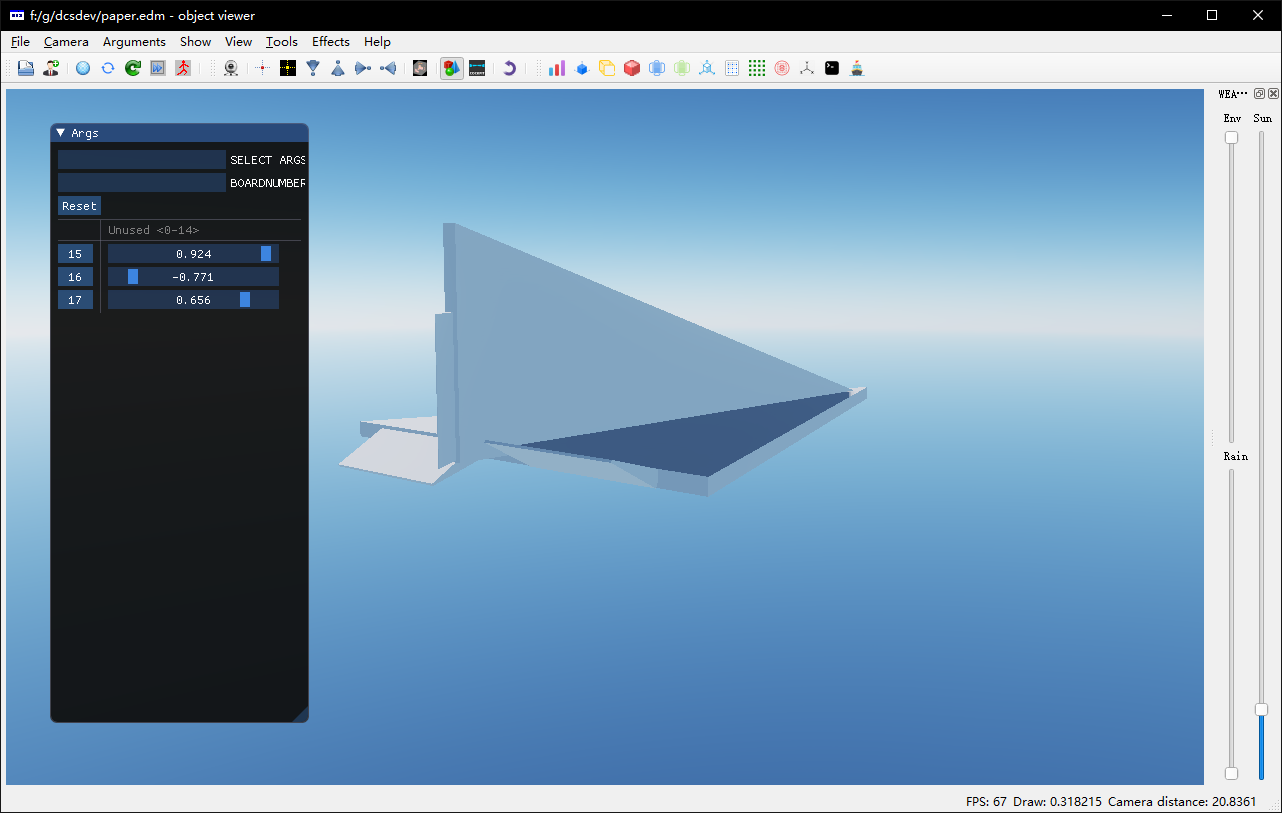 f:/g/dcsdev/paper.edm - object viewer
File Camera Arguments Show View Tools Effects Help
WEA···
Env Sun
Args
SELECT ARGS
BOARDNUMBER
Reset
Unused <0-14>
15 0.924
16 -0.771
17 0.656
Rain
FPS: 67 Draw: 0.318215 Camera distance: 20.8361